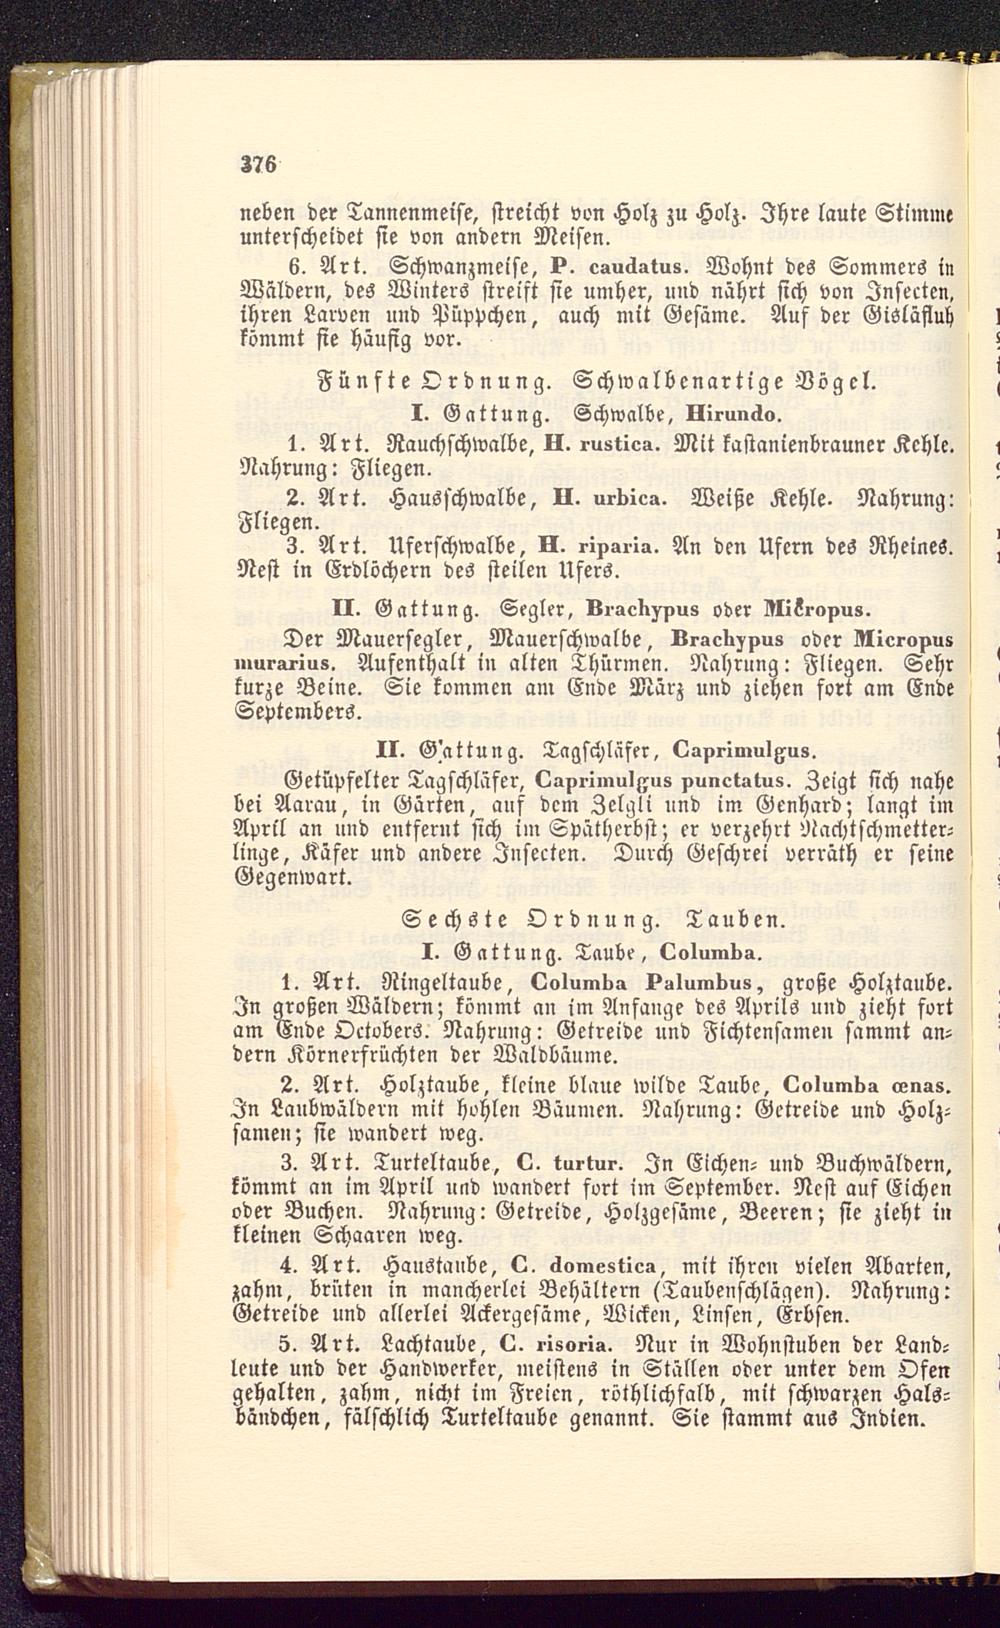 376
neben der Tannenmeise, streicht von Holz zu Holz. Ihre laute Stimme
unterscheidet sie von andern Meisen.
6. Art. Schwanzmeise, P. caudatus. Wohnt des Sommers in
Wäldern, des Winters streift sie umher, und nährt sich von Insecten,
ihren Larven und Püppchen, auch mit Gesäme. Auf der Gisläfluh
kömmt sie häufig vor.
Fünfte Ordnung. Schwalbenartige Vögel.
I. Gattung. Schwalbe, Hirundo.
1. Art. Rauchschwalbe, H. rustica. Mit kastanienbrauner Kehle.
Nahrung: Fliegen.
2. Art. Hausschwalbe, H. urbica. Weiße Kehle. Nahrung:
Fliegen.
3. Art. Uferschwalbe, H. riparia. An den Ufern des Rheines.
Nest in Erdlöchern des steilen Ufers.
II. Gattung. Segler, Brachypus oder Mikropus.
Der Mauersegler, Mauerschwalbe, Brachypus oder Micropus
murarius. Aufenthalt in alten Thürmen. Nahrung: Fliegen. Sehr
kurze Beine. Sie kommen am Ende März und ziehen fort am Ende
Septembers.
II. Gattung. Tagschläfer, Caprimulgus.
Getüpfelter Tagschläfer, Caprimulgus punctatus. Zeigt sich nahe
bei Aarau, in Gärten, auf dem Zelgli und im Genhard; langt im
April an und entfernt sich im Spätherbst; er verzehrt Nachtschmetter-
linge, Käfer und andere Insecten. Durch Geschrei verräth er seine
Gegenwart.
Sechste Ordnung. Tauben.
I. Gattung. Taube, Columba.
1. Art. Ringeltaube, Columba Palumbus, große Holztaube.
In großen Wäldern; kömmt an im Anfange des Aprils und zieht fort
am Ende Octobers. Nahrung: Getreide und Fichtensamen sammt an-
dern Körnerfrüchten der Waldbäume.
2. Art. Holztaube, kleine blaue wilde Taube, Columba œnas.
In Laubwäldern mit hohlen Bäumen. Nahrung: Getreide und Holz-
samen; sie wandert weg.
3. Art. Turteltaube, C. turtur. In Eichen- und Buchwäldern,
kömmt an im April und wandert fort im September. Nest auf Eichen
oder Buchen. Nahrung: Getreide, Holzgesäme, Beeren; sie zieht in
kleinen Schaaren weg.
4. Art. Haustaube, C. domestica, mit ihren vielen Abarten,
zahm, brüten in mancherlei Behältern (Taubenschlägen). Nahrung:
Getreide und allerlei Ackergesäme, Wicken, Linsen, Erbsen.
5. Art. Lachtaube, C. risoria. Nur in Wohnstuben der Land-
leute und der Handwerker, meistens in Ställen oder unter dem Ofen
gehalten, zahm, nicht im Freien, röthlichfalb, mit schwarzen Hals-
bändchen, fälschlich Turteltaube genannt. Sie stammt aus Indien.